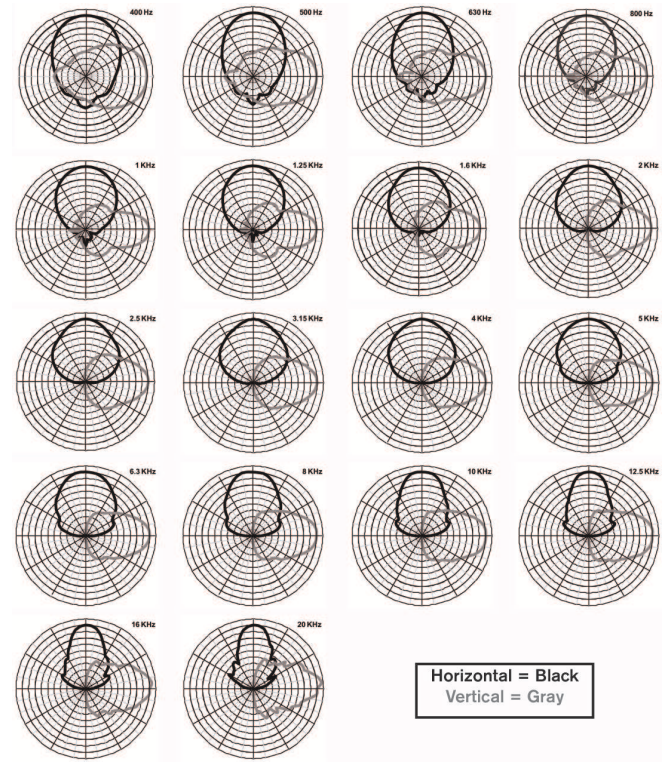 400 Hz
500 Hz
630 Hz
800 Hz
1 KHz
1.25 KHz
1.6 KHz
2 KHz
2.5 KHz
3.15 KHz
4 KHz
5 KHz
6.3 KHz
8 KHz
10 KHz
12.5 KHz
16 KHz
20 KHz
Horizontal = Black
Vertical = Gray